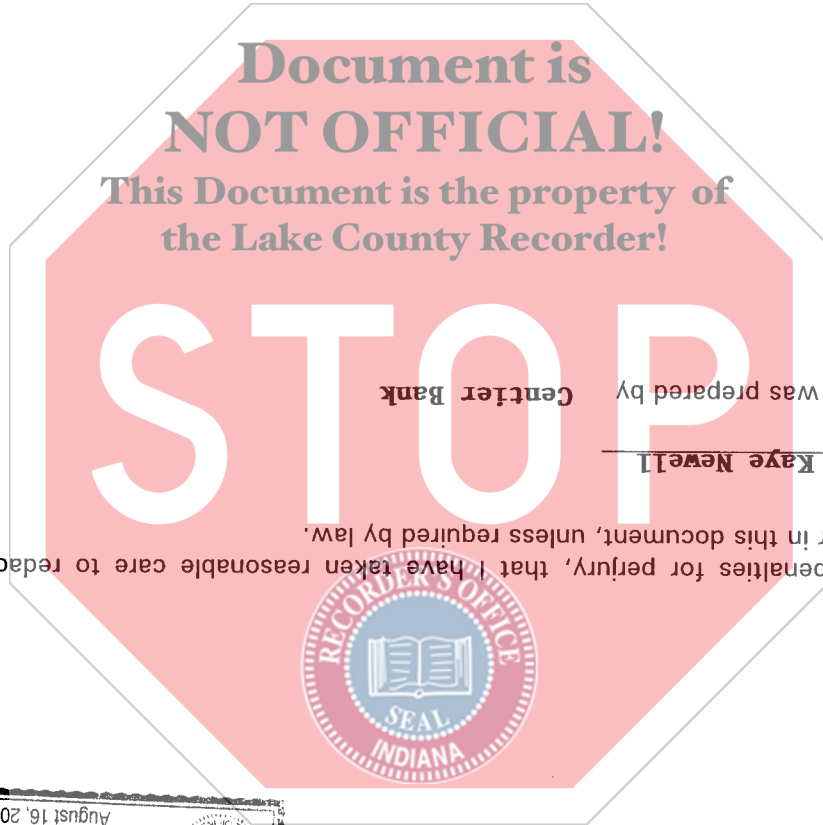 Document is
NOT OFFICIAL!
This Document is the property of
the Lake County Recorder!
STOP
was prepared by Centier Bank
Kaye Newell
in this document, unless required by law.
penalties for perjury, that I have taken reasonable care to redac
RECORDER'S OFFICE
SEAL
INDIANA
August 16, 20